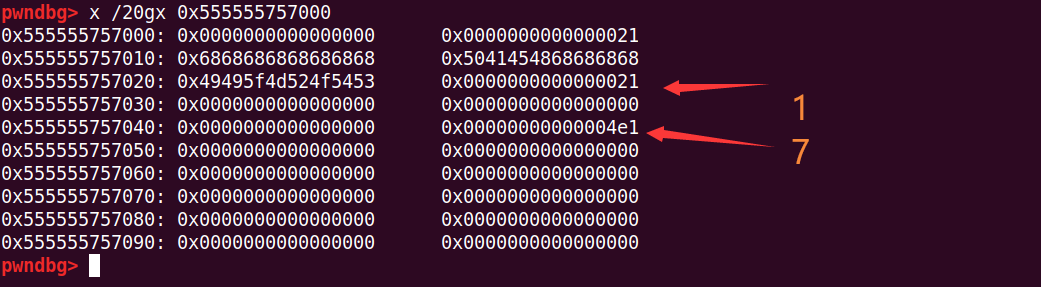 pwndbg> x /20gx 0x555555757000
0x555555757000: 0x0000000000000000 0x0000000000000021
0x555555757010: 0x6868686868686868 0x5041454868686868
0x555555757020: 0x49495f4d524f5453 0x0000000000000021
0x555555757030: 0x0000000000000000 0x0000000000000000
1
0x555555757040: 0x0000000000000000 0x00000000000004e1
7
0x555555757050: 0x0000000000000000 0x0000000000000000
0x555555757060: 0x0000000000000000 0x0000000000000000
0x555555757070: 0x0000000000000000 0x0000000000000000
0x555555757080: 0x0000000000000000 0x0000000000000000
0x555555757090: 0x0000000000000000 0x0000000000000000
pwndbg>